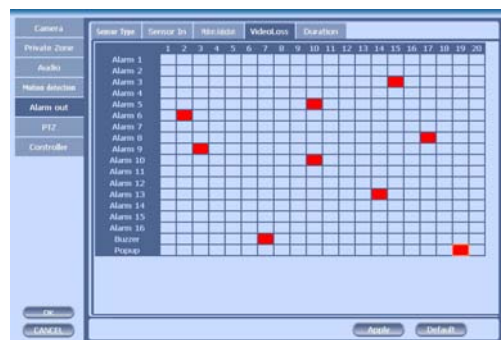 Camera
Private Zone
Audio
Motion detection
Alarm out
PTZ
Controller
OK
CANCEL
Sensor Type Sensor In VideoLoss Duration
1 2 3 4 5 6 7 8 9 10 11 12 13 14 15 16 17 18 19 20
Alarm 1
Alarm 2
Alarm 3
Alarm 4
Alarm 5
Alarm 6
Alarm 7
Alarm 8
Alarm 9
Alarm 10
Alarm 11
Alarm 12
Alarm 13
Alarm 14
Alarm 15
Alarm 16
Buzzer
Popup
Apply Default